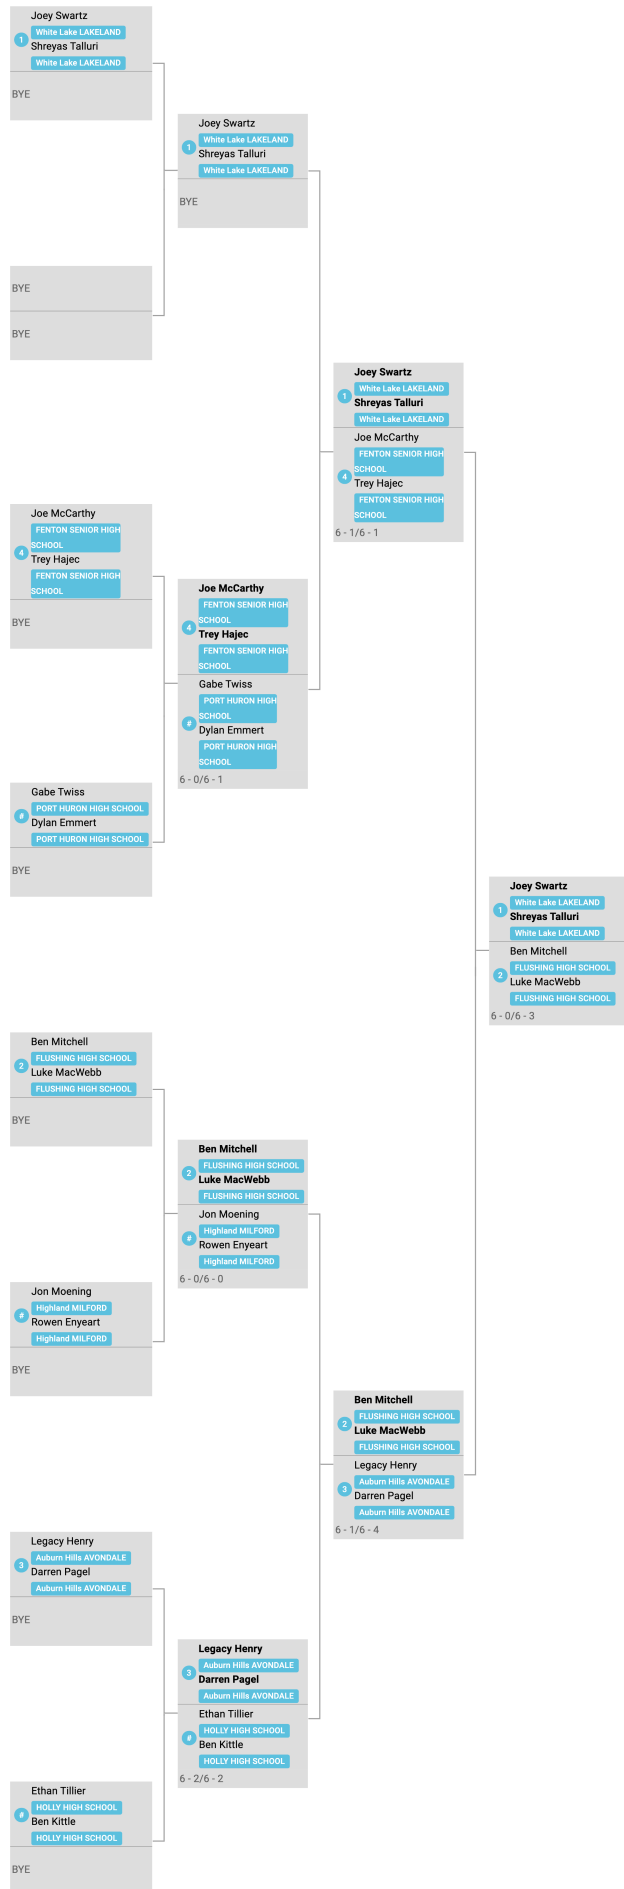 Joey Swartz
White Lake LAKELAND
1
Shreyas Talluri
White Lake LAKELAND
BYE
Joey Swartz
White Lake LAKELAND
1
Shreyas Talluri
White Lake LAKELAND
BYE
BYE
BYE
Joey Swartz
White Lake LAKELAND
1
Shreyas Talluri
White Lake LAKELAND
Joe McCarthy
FENTON SENIOR HIGH
SCHOOL
4
Trey Hajec
FENTON SENIOR HIGH
SCHOOL
6 - 1/6 - 1
Joe McCarthy
FENTON SENIOR HIGH
SCHOOL
4
Trey Hajec
FENTON SENIOR HIGH
SCHOOL
BYE
Joe McCarthy
FENTON SENIOR HIGH
SCHOOL
4
Trey Hajec
FENTON SENIOR HIGH
SCHOOL
Gabe Twiss
PORT HURON HIGH
SCHOOL
#
Dylan Emmert
PORT HURON HIGH
SCHOOL
6 - 0/6 - 1
Gabe Twiss
PORT HURON HIGH SCHOOL
#
Dylan Emmert
PORT HURON HIGH SCHOOL
BYE
Joey Swartz
White Lake LAKELAND
1
Shreyas Talluri
White Lake LAKELAND
Ben Mitchell
FLUSHING HIGH SCHOOL
2
Luke MacWebb
FLUSHING HIGH SCHOOL
6 - 0/6 - 3
Ben Mitchell
FLUSHING HIGH SCHOOL
2
Luke MacWebb
FLUSHING HIGH SCHOOL
BYE
Ben Mitchell
FLUSHING HIGH SCHOOL
2
Luke MacWebb
FLUSHING HIGH SCHOOL
Jon Moening
Highland MILFORD
#
Rowen Enyeart
Highland MILFORD
6 - 0/6 - 0
Jon Moening
Highland MILFORD
#
Rowen Enyeart
Highland MILFORD
BYE
Ben Mitchell
FLUSHING HIGH SCHOOL
2
Luke MacWebb
FLUSHING HIGH SCHOOL
Legacy Henry
Auburn Hills AVONDALE
3
Darren Pagel
Auburn Hills AVONDALE
6 - 1/6 - 4
Legacy Henry
Auburn Hills AVONDALE
3
Darren Pagel
Auburn Hills AVONDALE
BYE
Legacy Henry
Auburn Hills AVONDALE
3
Darren Pagel
Auburn Hills AVONDALE
Ethan Tillier
HOLLY HIGH SCHOOL
#
Ben Kittle
HOLLY HIGH SCHOOL
6 - 2/6 - 2
Ethan Tillier
HOLLY HIGH SCHOOL
#
Ben Kittle
HOLLY HIGH SCHOOL
BYE